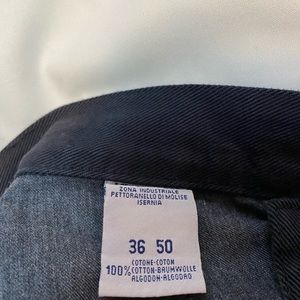 ZONA INDUSTRIALE
PETTORANELLO DI MOLISE
ISERNIA
36 50
COTONE-COTON
100% COTTON-BAUMWOLLE
ALGODON-ALGODAO